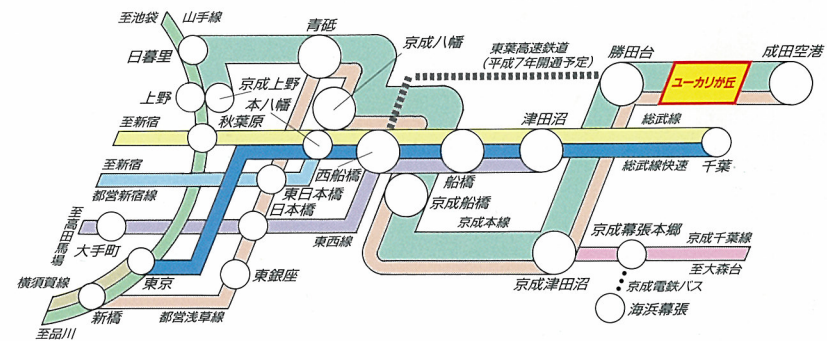 至池袋
山手線
日暮里
青砥
京成八幡
東葉高速鉄道
(平成7年開通予定)
勝田台
ユーカリが丘
成田空港
上野
京成上野
本八幡
至新宿
秋葉原
津田沼
総武線
至新宿
西船橋
船橋
総武線快速
千葉
都営新宿線
東日本橋
日本橋
京成船橋
至高田馬場
大手町
東西線
京成本線
京成幕張本郷
京成千葉線
至大森台
横須賀線
東京
東銀座
京成津田沼
京成電鉄バス
新橋
都営浅草線
海浜幕張
至品川